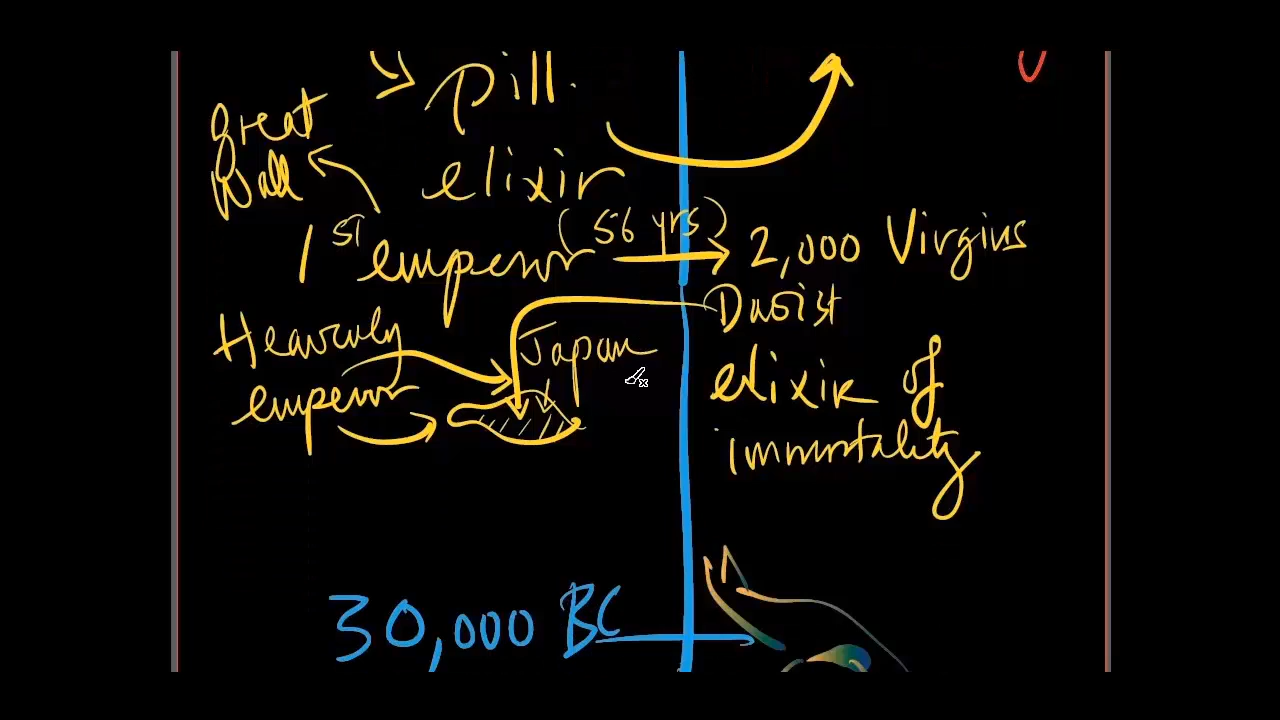 pill.
great
wall
elixir
1st emperor (56 yrs) 2,000 Virgins
Daoist
Heavenly
emperor
Japan
elixir of
immortality
30,000 BC